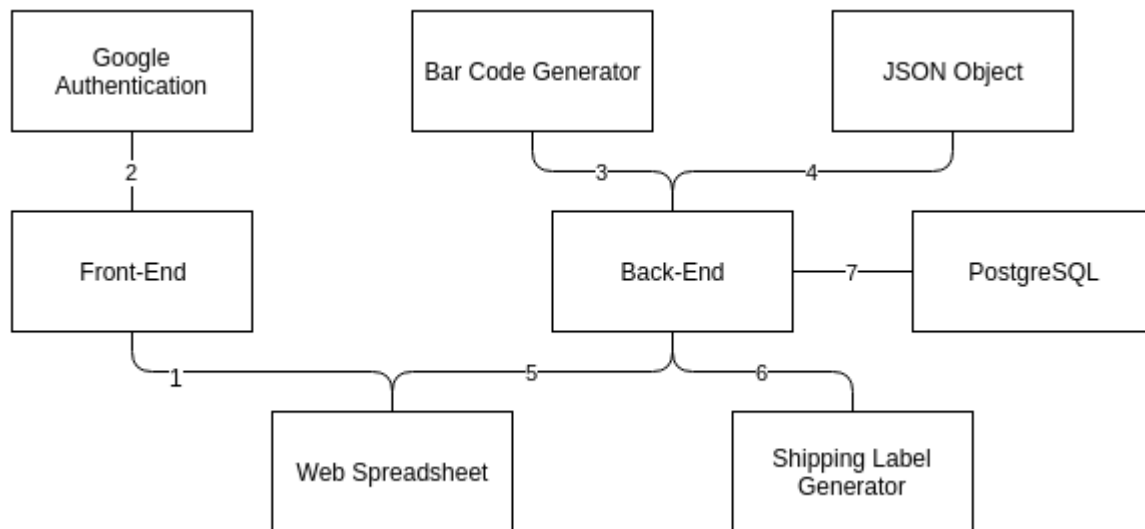 Google
Authentication
Bar Code Generator
JSON Object
2
3
4
Front-End
Back-End
7
PostgreSQL
1
5
6
Web Spreadsheet
Shipping Label
Generator